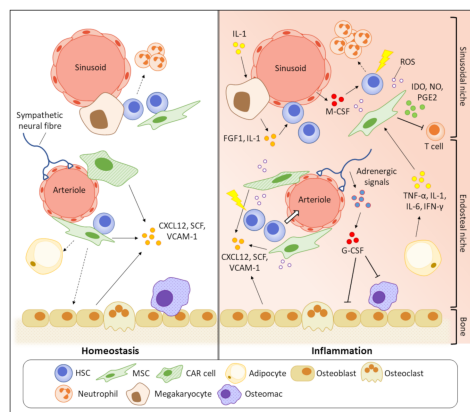 Sinusoid
Sympathetic
neural fibre
Arteriole
CXCL12, SCF,
VCAM-1
Homeostasis
IL-1
Sinusoid
ROS
M-CSF
IDO, NO,
PGE2
T cell
FGF1, IL-1
Adrenergic
signals
Arteriole
TNF-α, IL-1,
IL-6, IFN-γ
CXCL12, SCF,
VCAM-1
G-CSF
Inflammation
Sinusoidal niche
Endosteal niche
Bone
HSC
MSC
CAR cell
Adipocyte
Osteoblast
Osteoclast
Neutrophil
Megakaryocyte
Osteomac